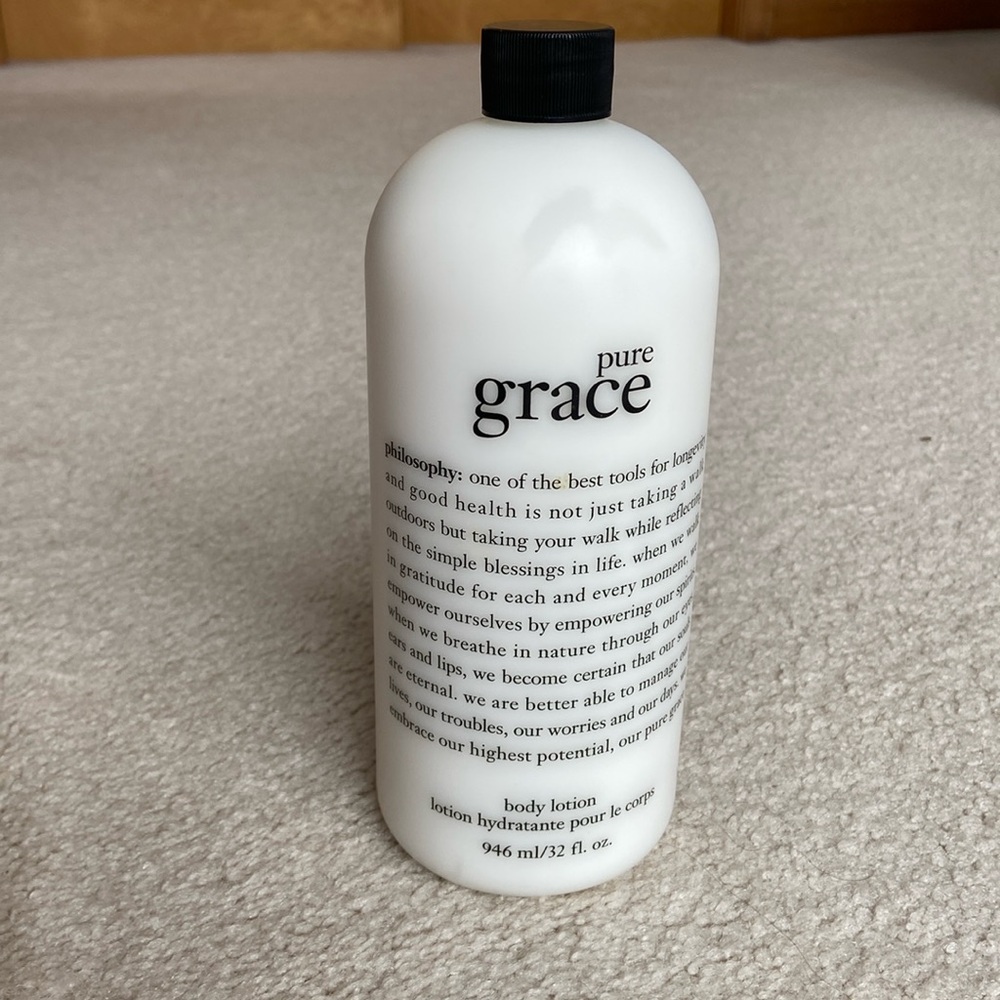 pure
grace
philosophy: one of the best tools for longevity
and good health is not just taking a walk
outdoors but taking your walk while reflecting
on the simple blessings in life. when we walk
in gratitude for each and every moment, we
empower ourselves by empowering our spirits.
when we breathe in nature through our eyes,
ears and lips, we become certain that our souls
are eternal. we are better able to manage our
lives, our troubles, our worries and our days. we
embrace our highest potential, our pure grace
body lotion
lotion hydratante pour le corps
946 ml/32 fl. oz.